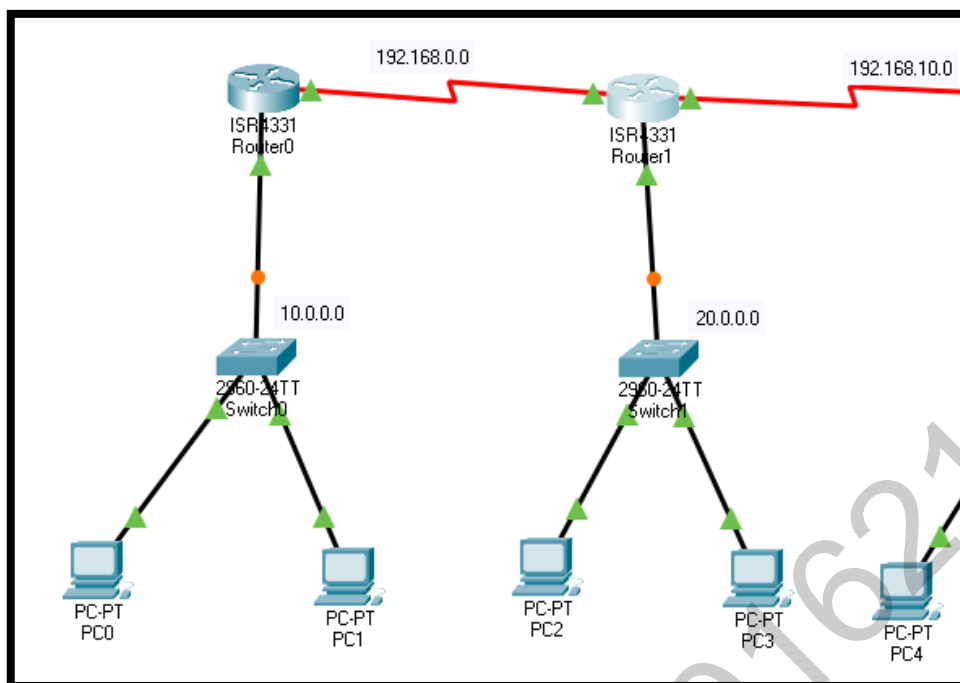 192.168.0.0
192.168.10.0
ISR4331
Router0
ISR4331
Router1
10.0.0.0
20.0.0.0
2960-24TT
Switch0
2960-24TT
Switch1
PC-PT
PC0
PC-PT
PC1
PC-PT
PC2
PC-PT
PC3
PC-PT
PC4